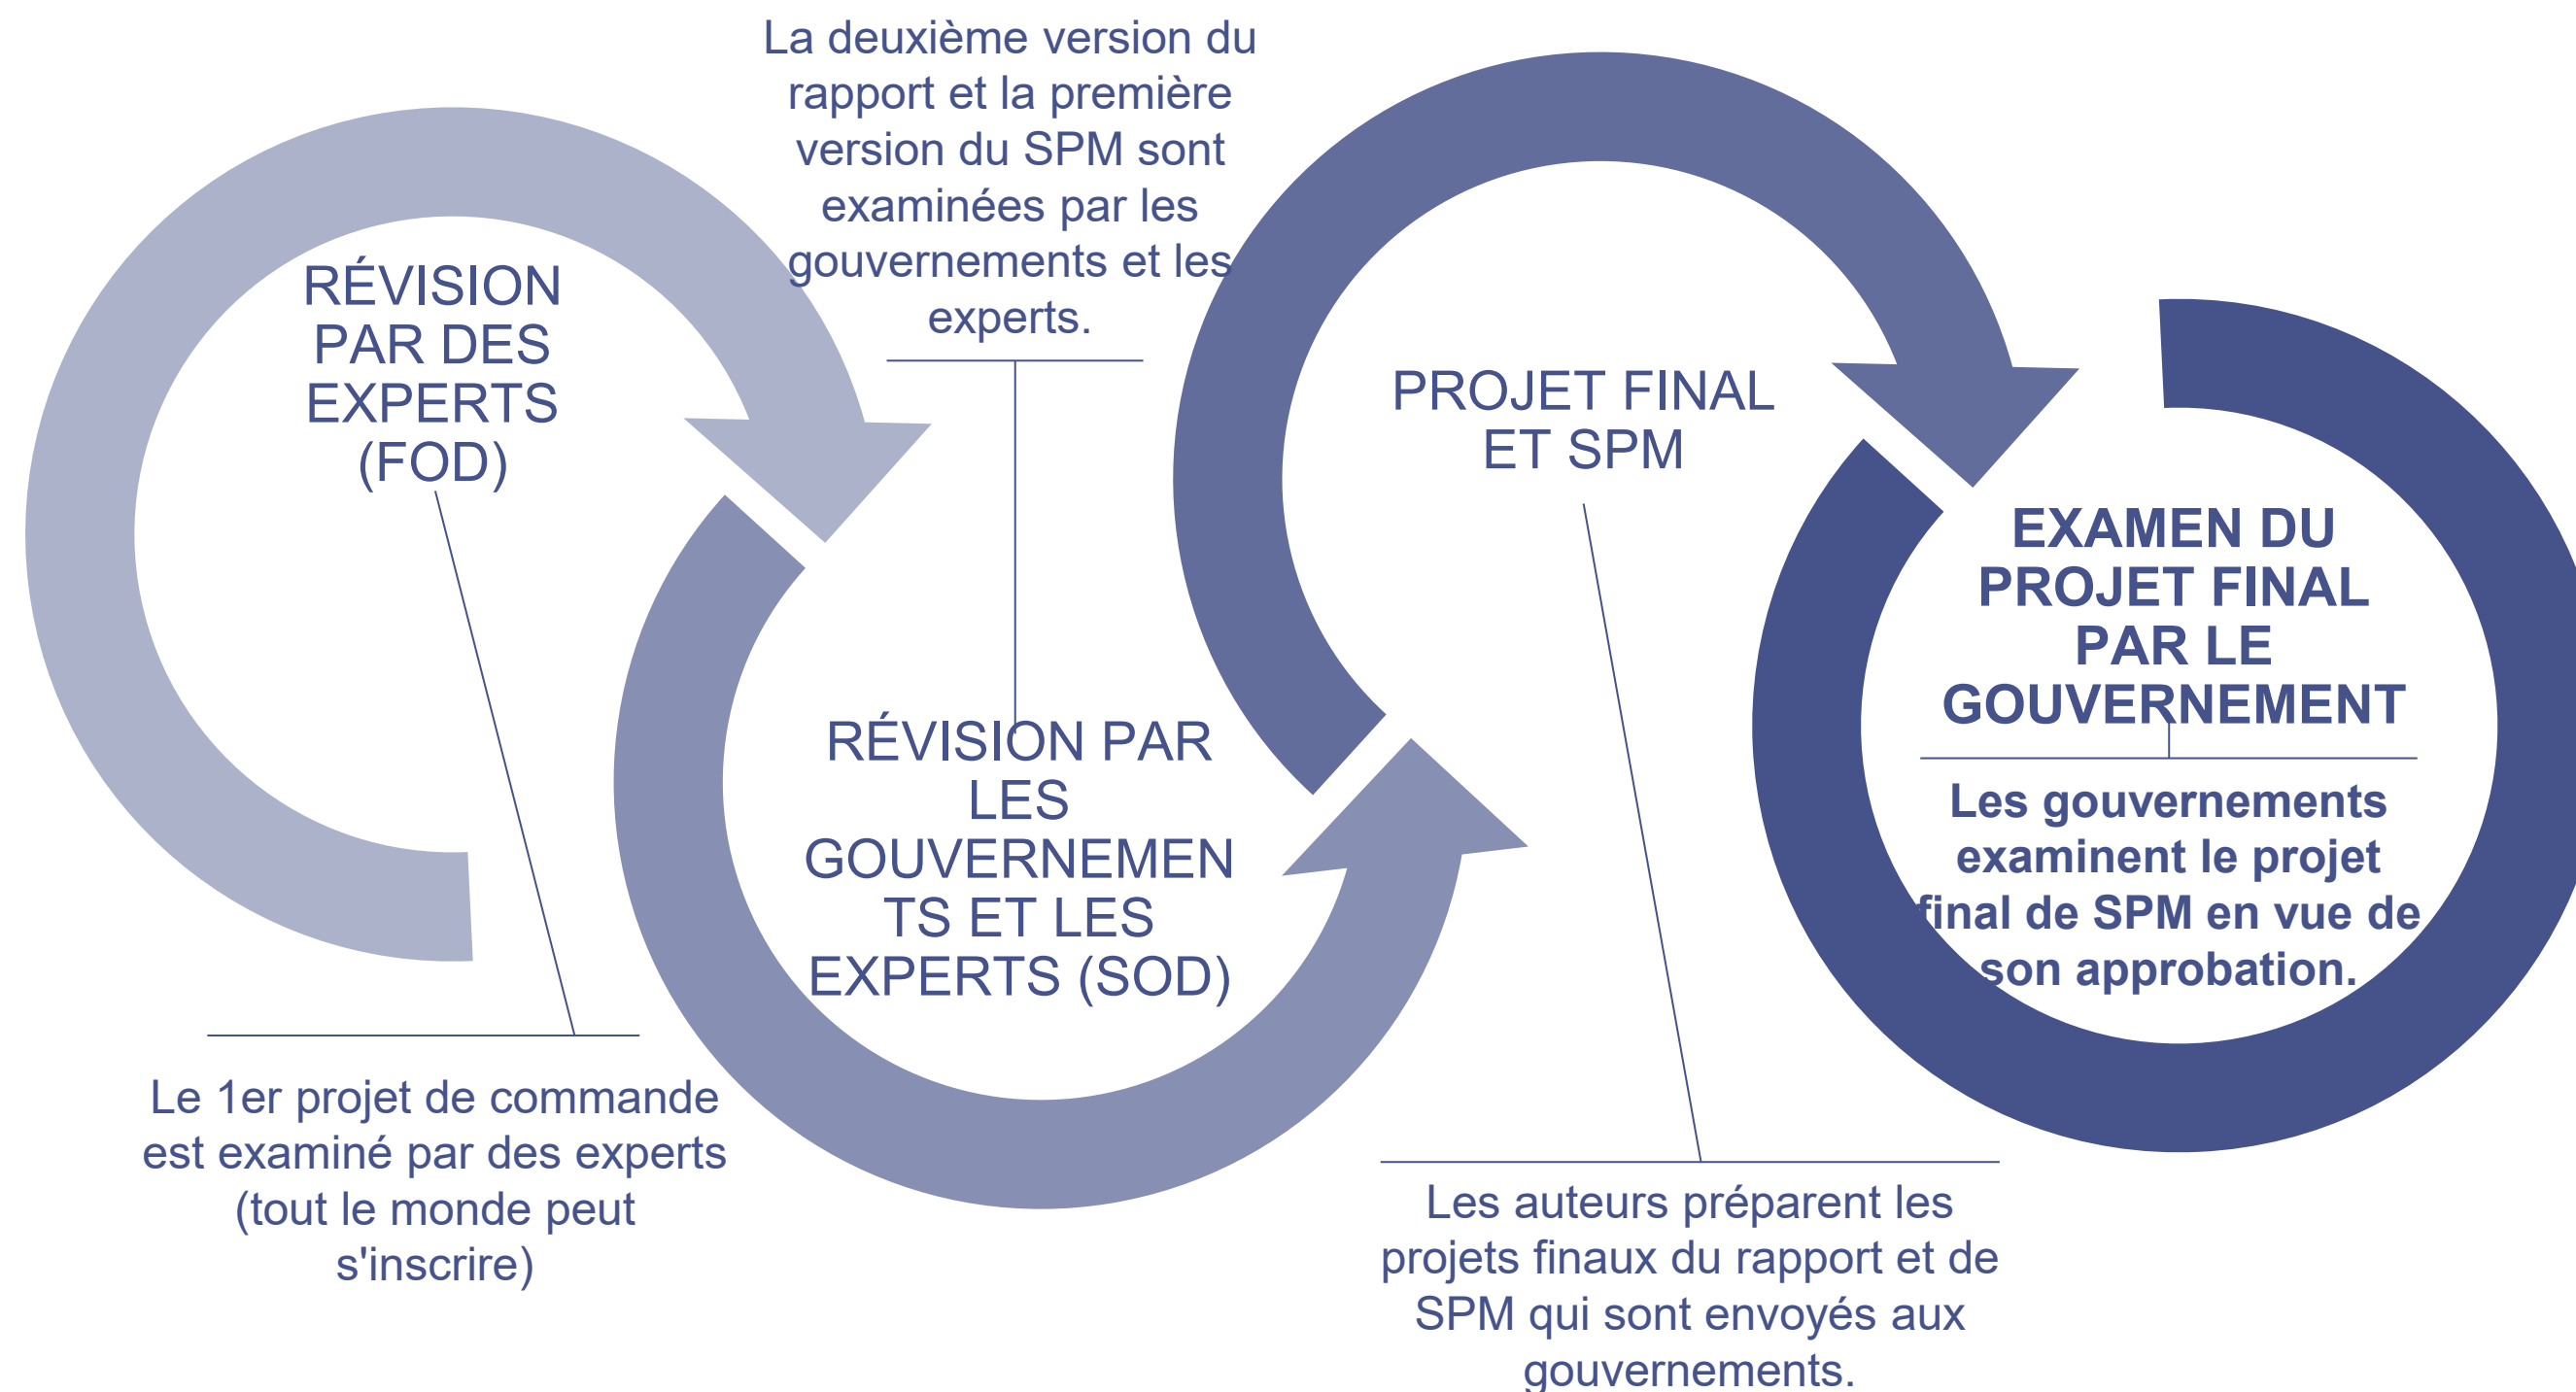 RÉVISION
PAR DES
EXPERTS
(FOD)
Le 1er projet de commande
est examiné par des experts
(tout le monde peut
s'inscrire)
La deuxième version du
rapport et la première
version du SPM sont
examinées par les
gouvernements et les
experts.
RÉVISION PAR
LES
GOUVERNEMEN
TS ET LES
EXPERTS (SOD)
PROJET FINAL
ET SPM
Les auteurs préparent les
projets finaux du rapport et de
SPM qui sont envoyés aux
gouvernements.
EXAMEN DU
PROJET FINAL
PAR LE
GOUVERNEMENT
Les gouvernements
examinent le projet
final de SPM en vue de
son approbation.